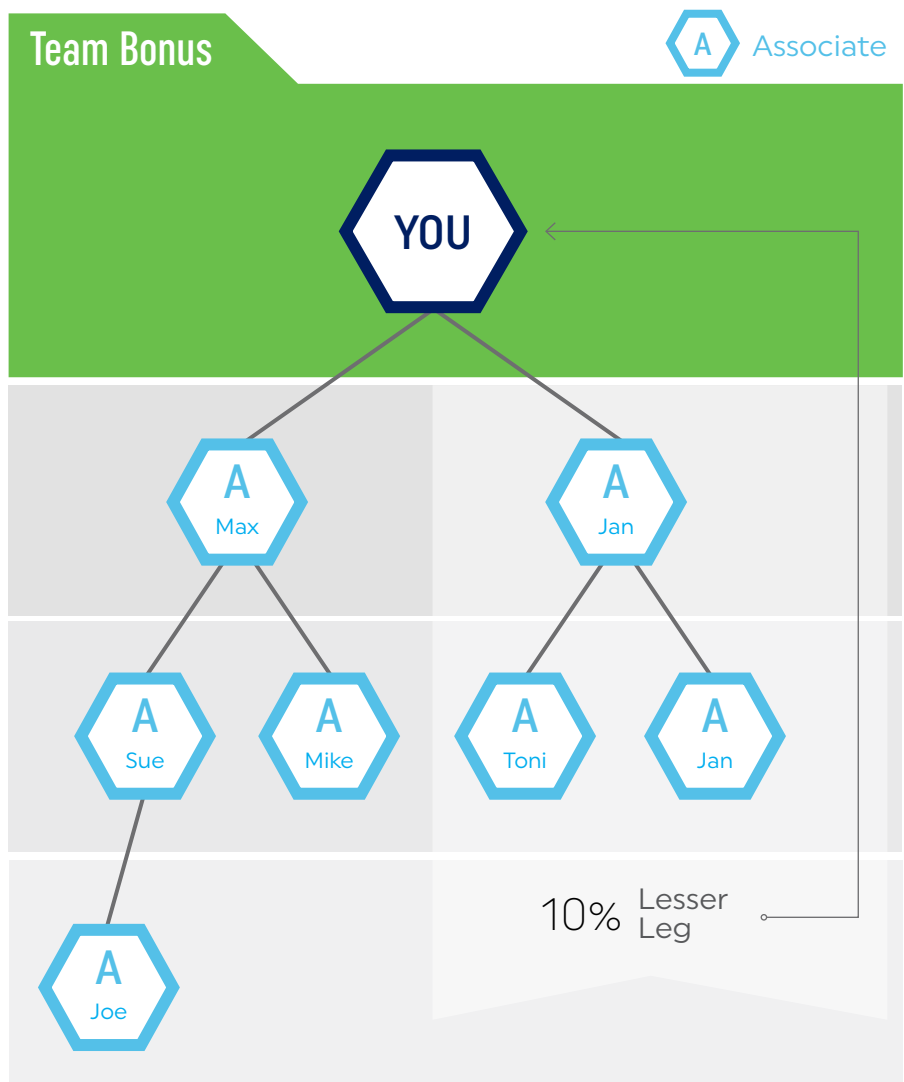 Team Bonus
A Associate
YOU
A
Max
A
Jan
A
Sue
A
Mike
A
Toni
A
Jan
10% Lesser
Leg
A
Joe